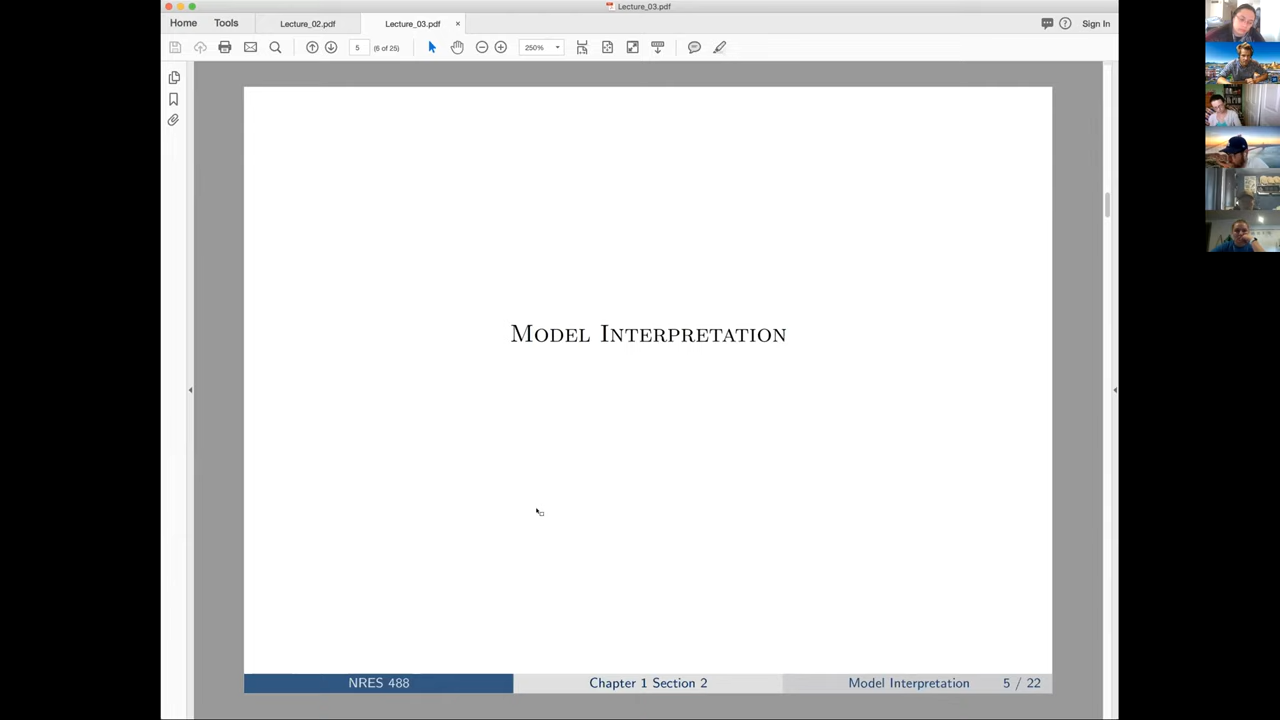 Lecture_03.pdf
Home Tools Lecture_02.pdf Lecture_03.pdf × Sign In
5 (6 of 25) 250%
Model Interpretation
NRES 488 Chapter 1 Section 2 Model Interpretation 5 / 22